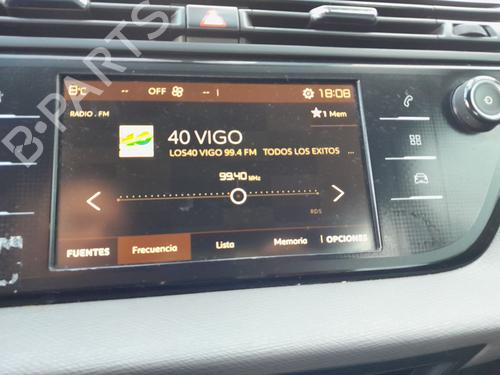 8°c -- OFF -- 18:08
RADIO . FM
1 Mem
40
40 VIGO
LOS40 VIGO 99.4 FM TODOS LOS EXITOS ...
99.40 MHz
RDS
FUENTES Frecuencia Lista Memoria OPCIONES
B-PARTS